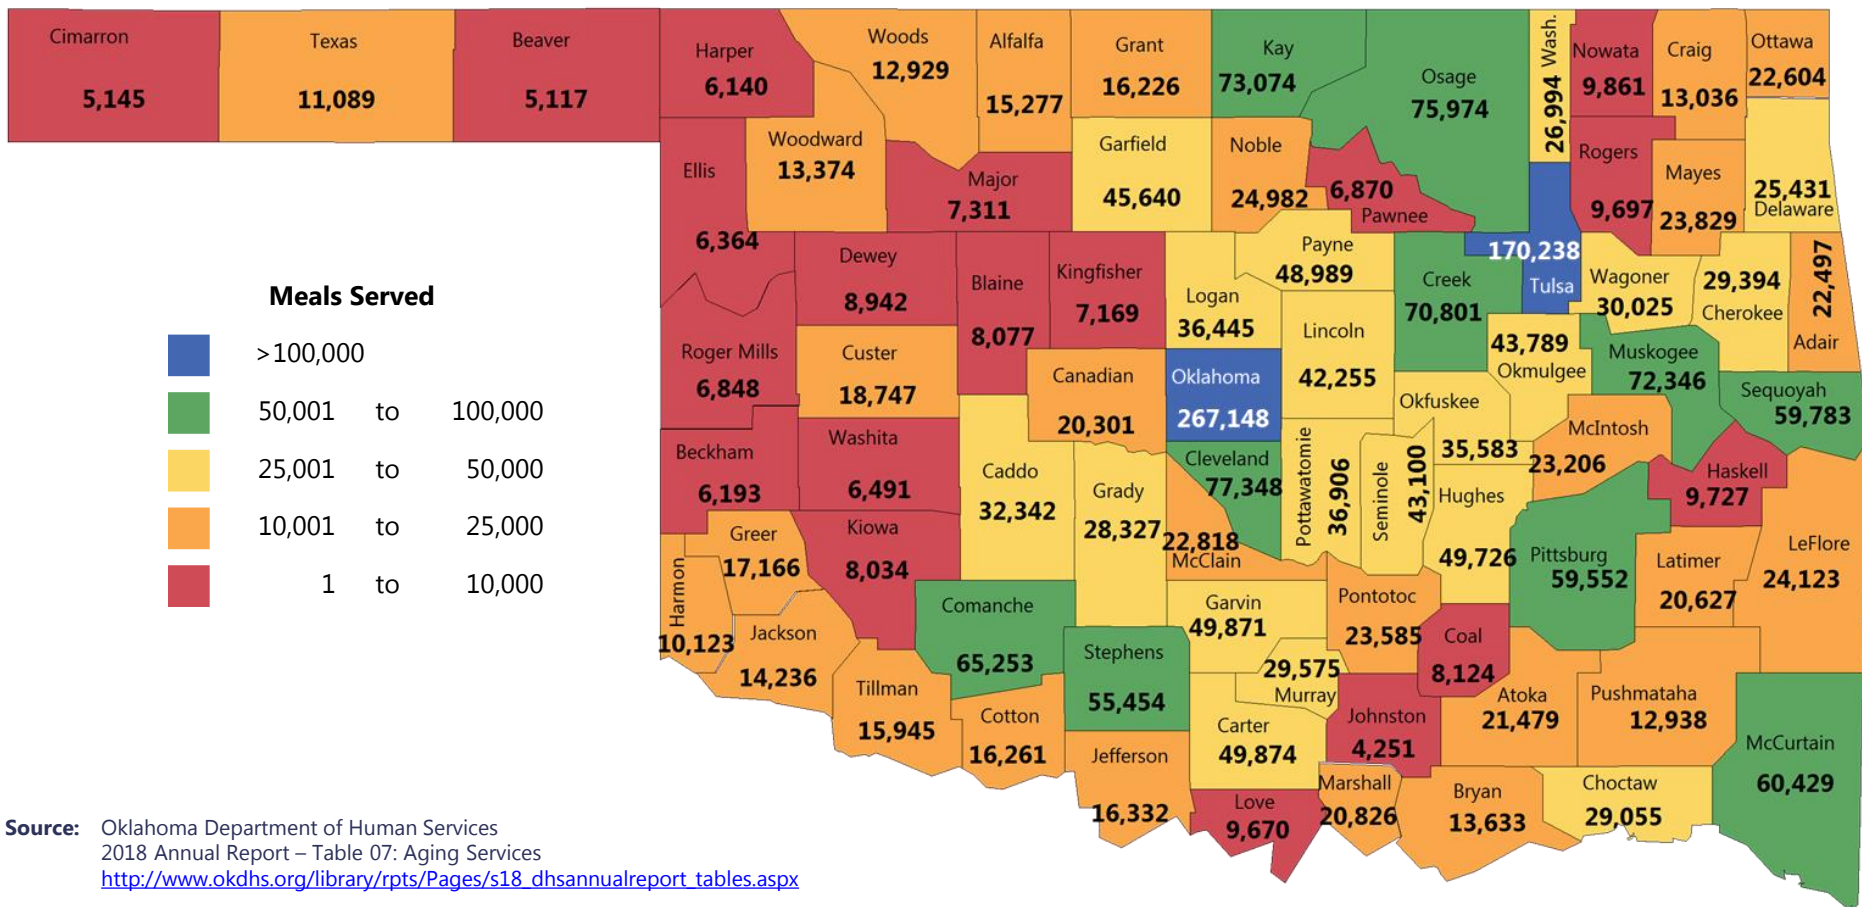 Cimarron
5,145
Texas
11,089
Beaver
5,117
Harper
6,140
Woods
12,929
Alfalfa
15,277
Grant
16,226
Kay
73,074
Osage
75,974
Wash.
26,994
Nowata
9,861
Craig
13,036
Ottawa
22,604
Ellis
6,364
Woodward
13,374
Major
7,311
Garfield
45,640
Noble
24,982
6,870
Pawnee
Rogers
9,697
Mayes
23,829
25,431
Delaware
Dewey
8,942
Blaine
8,077
Kingfisher
7,169
Logan
36,445
Payne
48,989
Creek
70,801
170,238
Tulsa
Wagoner
30,025
29,394
Cherokee
22,497
Adair
Meals Served
>100,000
50,001 to 100,000
25,001 to 50,000
10,001 to 25,000
1 to 10,000
Roger Mills
6,848
Custer
18,747
Canadian
20,301
Oklahoma
267,148
Lincoln
42,255
43,789
Okmulgee
Muskogee
72,346
Sequoyah
59,783
Beckham
6,193
Washita
6,491
Caddo
32,342
Grady
28,327
Cleveland
77,348
22,818
McClain
Pottawatomie
36,906
Seminole
43,100
Okfuskee
35,583
Hughes
49,726
McIntosh
23,206
Haskell
9,727
Greer
17,166
Kiowa
8,034
Harmon
10,123
Jackson
14,236
Comanche
65,253
Stephens
55,454
Garvin
49,871
29,575
Murray
Pontotoc
23,585
Coal
8,124
Pittsburg
59,552
Latimer
20,627
LeFlore
24,123
Tillman
15,945
Cotton
16,261
Jefferson
16,332
Carter
49,874
Johnston
4,251
Atoka
21,479
Pushmataha
12,938
McCurtain
60,429
Love
9,670
Marshall
20,826
Bryan
13,633
Choctaw
29,055
Source: Oklahoma Department of Human Services
2018 Annual Report – Table 07: Aging Services
http://www.okdhs.org/library/rpts/Pages/s18_dhsannualreport_tables.aspx